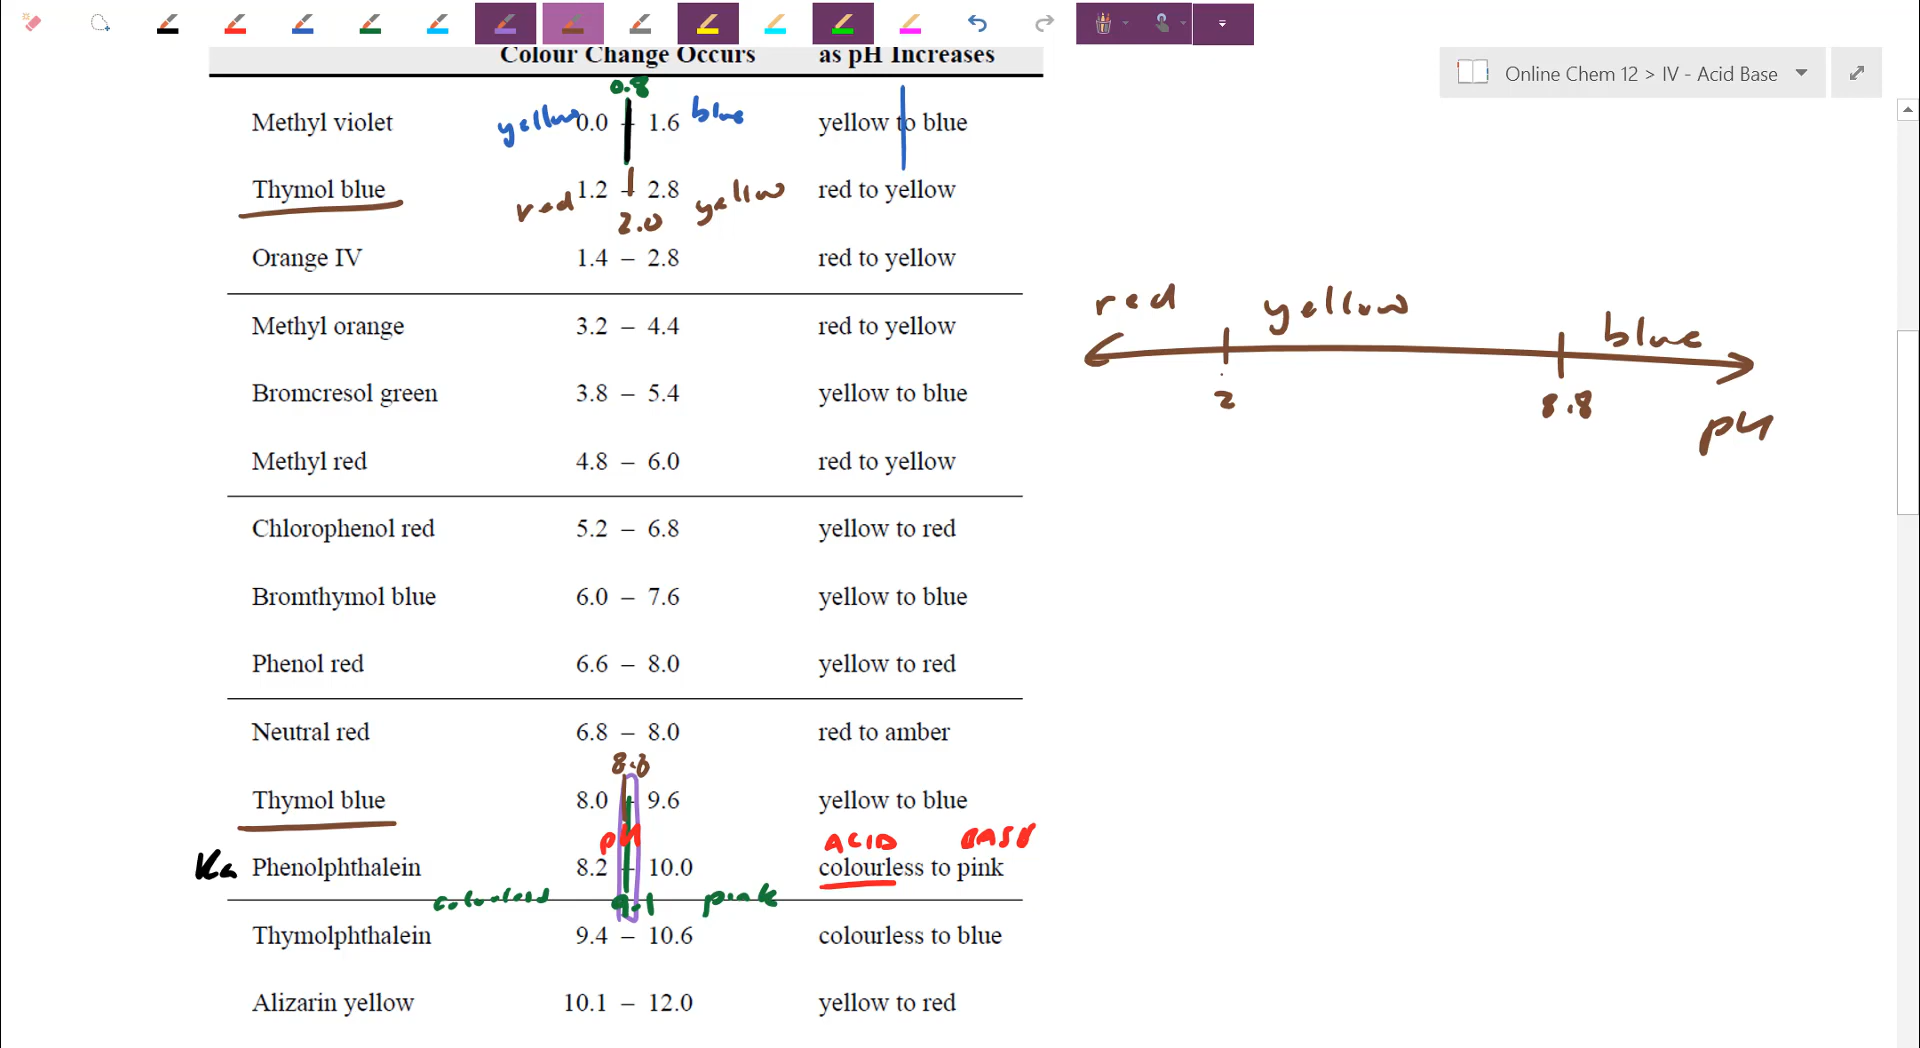 Colour Change Occurs as pH Increases
Online Chem 12 > IV - Acid Base
0.8
Methyl violet yellow 0.0 – 1.6 blue yellow to blue
Thymol blue red 1.2 – 2.8 yellow red to yellow
2.0
Orange IV 1.4 – 2.8 red to yellow
red yellow blue
Methyl orange 3.2 – 4.4 red to yellow
2 8.8
Bromcresol green 3.8 – 5.4 yellow to blue
pH
Methyl red 4.8 – 6.0 red to yellow
Chlorophenol red 5.2 – 6.8 yellow to red
Bromthymol blue 6.0 – 7.6 yellow to blue
Phenol red 6.6 – 8.0 yellow to red
Neutral red 6.8 – 8.0 red to amber
8.8
Thymol blue 8.0 – 9.6 yellow to blue
pH ACID BASE
Ka Phenolphthalein 8.2 – 10.0 colourless to pink
colourless 9.1 pink
Thymolphthalein 9.4 – 10.6 colourless to blue
Alizarin yellow 10.1 – 12.0 yellow to red